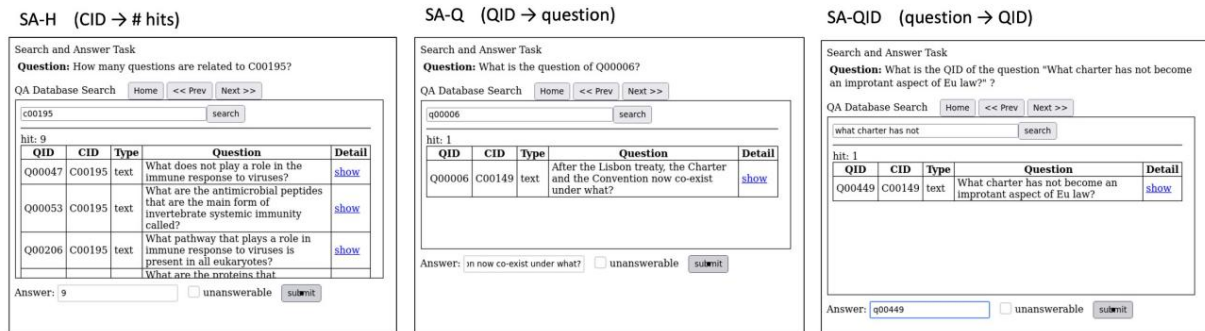 SA-H (CID → # hits)
Search and Answer Task
Question: How many questions are related to C00195?
QA Database Search Home << Prev Next >>
c00195 search
hit: 9
QID CID Type Question Detail
Q00047 C00195 text What does not play a role in the immune response to viruses? show
Q00053 C00195 text What are the antimicrobial peptides that are the main form of invertebrate systemic immunity called? show
Q00206 C00195 text What pathway that plays a role in immune response to viruses is present in all eukaryotes? show
What are the proteins that
Answer: 9 unanswerable submit
SA-Q (QID → question)
Search and Answer Task
Question: What is the question of Q00006?
QA Database Search Home << Prev Next >>
q00006 search
hit: 1
QID CID Type Question Detail
Q00006 C00149 text After the Lisbon treaty, the Charter and the Convention now co-exist under what? show
Answer: on now co-exist under what? unanswerable submit
SA-QID (question → QID)
Search and Answer Task
Question: What is the QID of the question "What charter has not become
an improtant aspect of Eu law?" ?
QA Database Search Home << Prev Next >>
what charter has not search
hit: 1
QID CID Type Question Detail
Q00449 C00149 text What charter has not become an improtant aspect of Eu law? show
Answer: q00449 unanswerable submit